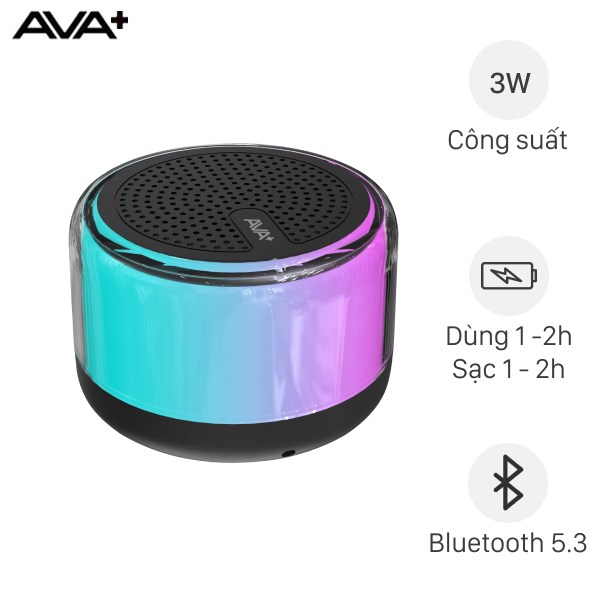 AVA+
3W
Công suất
AVA+
Dùng 1 -2h
Sạc 1 - 2h
Bluetooth 5.3